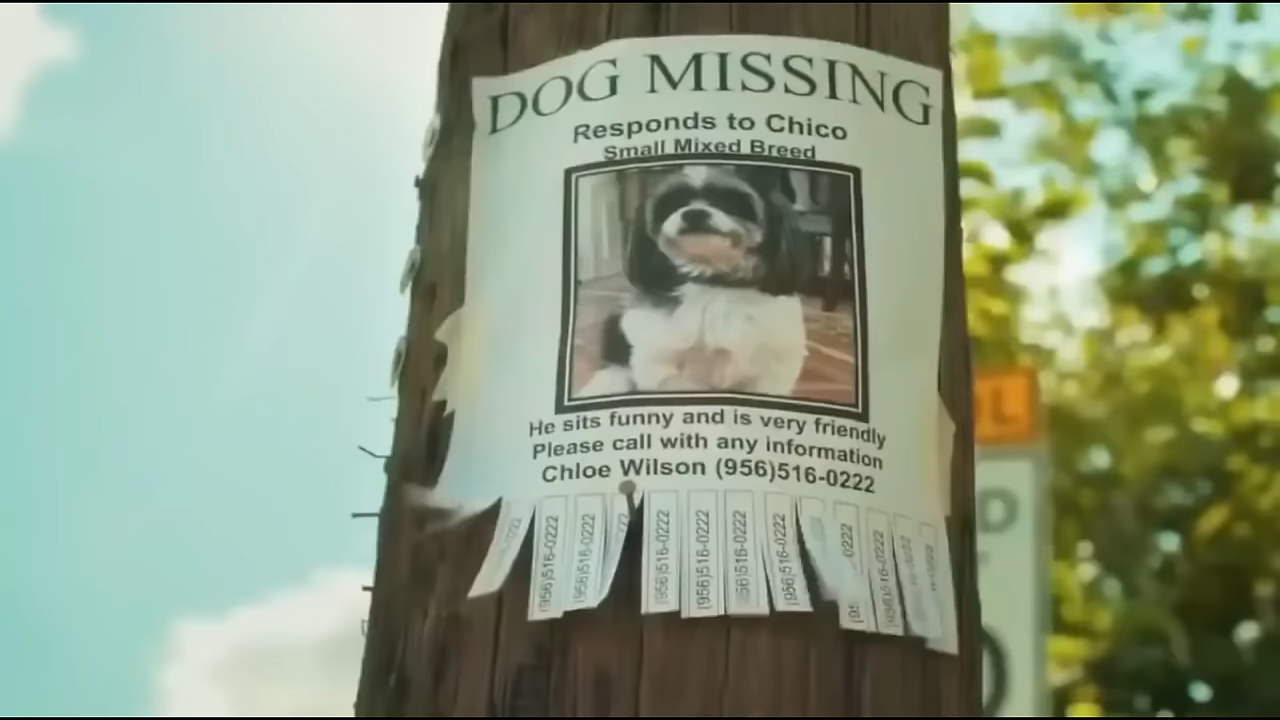 DOG MISSING
Responds to Chico
Small Mixed Breed
He sits funny and is very friendly
Please call with any information
Chloe Wilson (956)516-0222
(956)516-0222
(956)516-0222
(956)516-0222
(956)516-0222
(956)516-0222
(956)516-0222